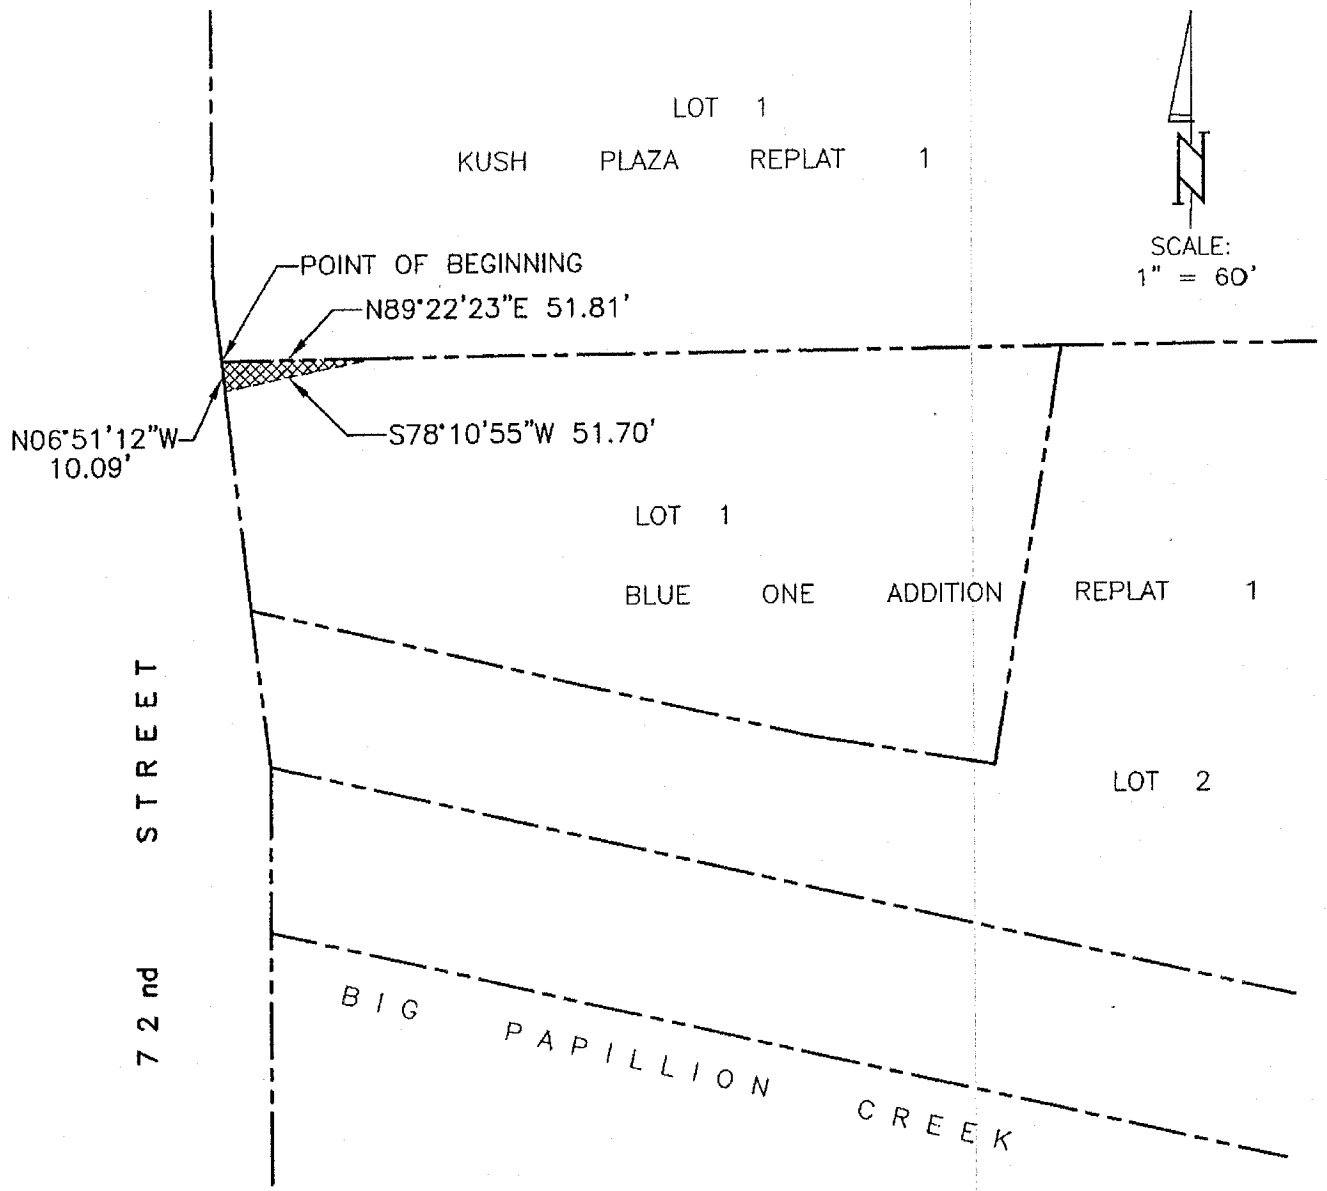 LOT 1
KUSH PLAZA REPLAT 1
N
SCALE:
1" = 60'
POINT OF BEGINNING
N89°22'23"E 51.81'
N06°51'12"W
10.09'
S78°10'55"W 51.70'
LOT 1
BLUE ONE ADDITION REPLAT 1
LOT 2
72nd STREET
BIG PAPILLION CREEK